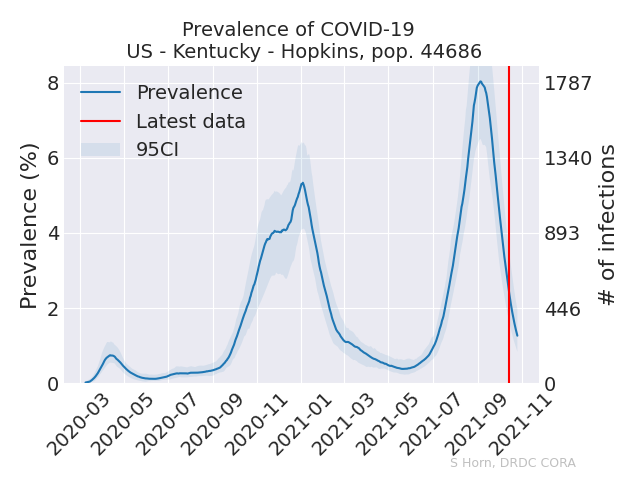 Prevalence of COVID-19
US - Kentucky - Hopkins, pop. 44686
Prevalence (%)
8
6
4
2
0
Prevalence
Latest data
95CI
1787
1340
893
446
0
# of infections
2020-03
2020-05
2020-07
2020-09
2020-11
2021-01
2021-03
2021-05
2021-07
2021-09
2021-11
S Horn, DRDC CORA